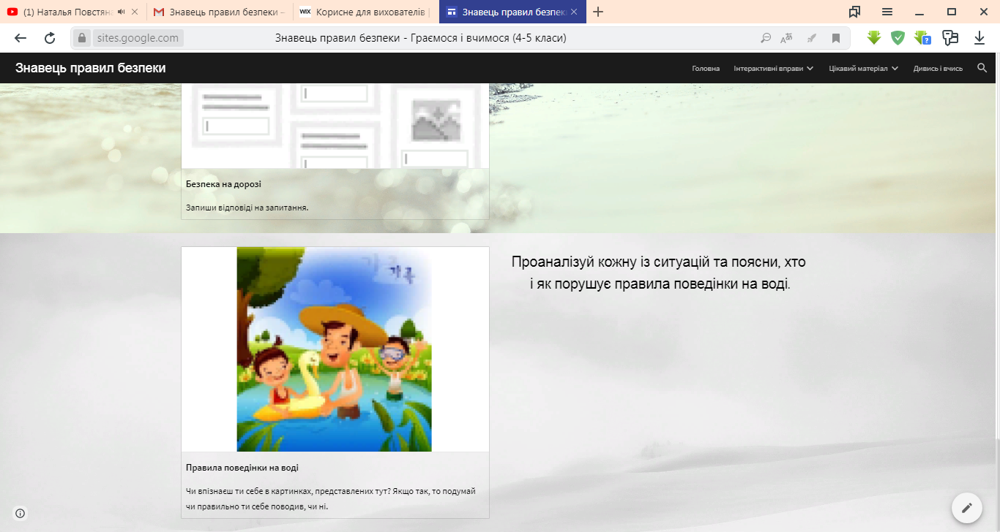 (1) Наталья Повстян
Знавець правил безпеки –
WIX Корисне для вихователів |
Знавець правил безпек
sites.google.com
Знавець правил безпеки - Граємося і вчимося (4-5 класи)
Знавець правил безпеки
Головна
Інтерактивні вправи
Цікавий матеріал
Дивись і вчись
Безпека на дорозі
Запиши відповіді на запитання.
Проаналізуй кожну із ситуацій та поясни, хто
і як порушує правила поведінки на воді.
Правила поведінки на воді
Чи впізнаєш ти себе в картинках, представлених тут? Якщо так, то подумай
чи правильно ти себе поводив, чи ні.